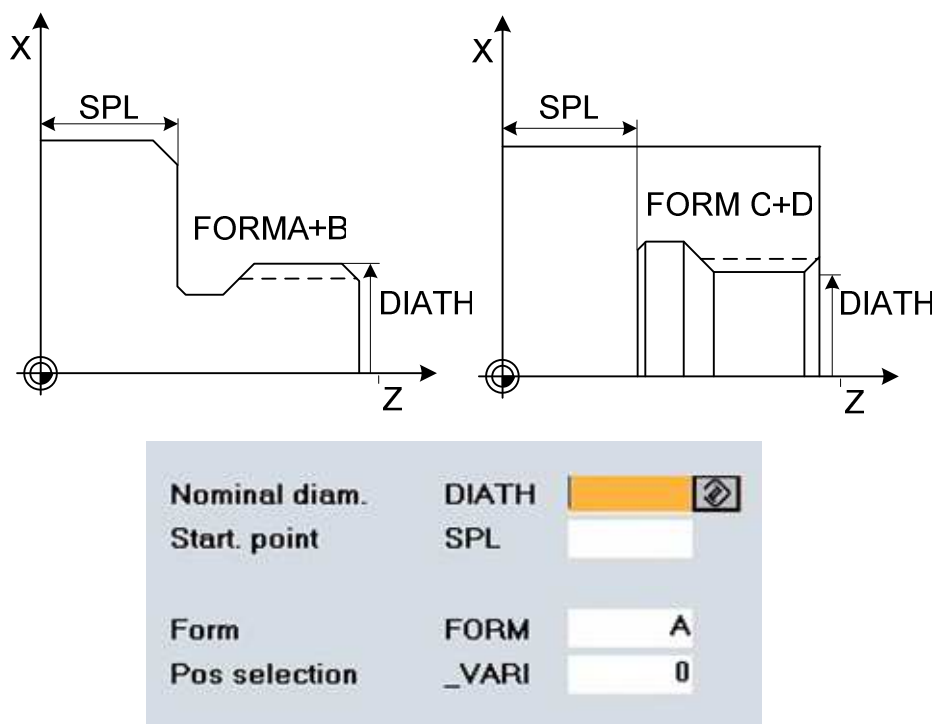 X
SPL
FORMA+B
DIATH
Z
X
SPL
FORM C+D
DIATH
Z
Nominal diam. DIATH
Start. point SPL
Form FORM A
Pos selection _VARI 0